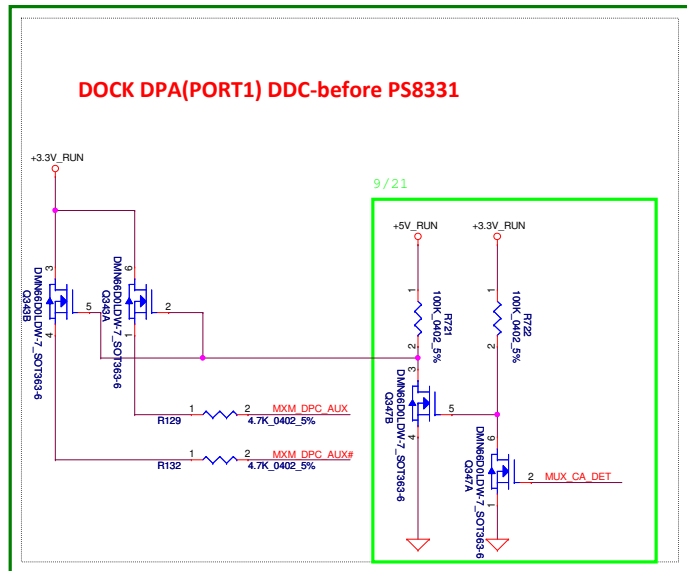 DOCK DPA(PORT1) DDC-before PS8331
+3.3V_RUN
9/21
+5V_RUN
+3.3V_RUN
3
6
1
1
DMN66D0LDW-7_SOT363-6
Q343B
5
DMN66D0LDW-7_SOT363-6
Q343A
2
R721
100K_0402_5%
R722
100K_0402_5%
4
1
2
2
3
DMN66D0LDW-7_SOT363-6
Q347B
5
4
1
2
MXM_DPC_AUX
R129
4.7K_0402_5%
6
DMN66D0LDW-7_SOT363-6
Q347A
2
MUX_CA_DET
1
1
2
MXM_DPC_AUX#
R132
4.7K_0402_5%